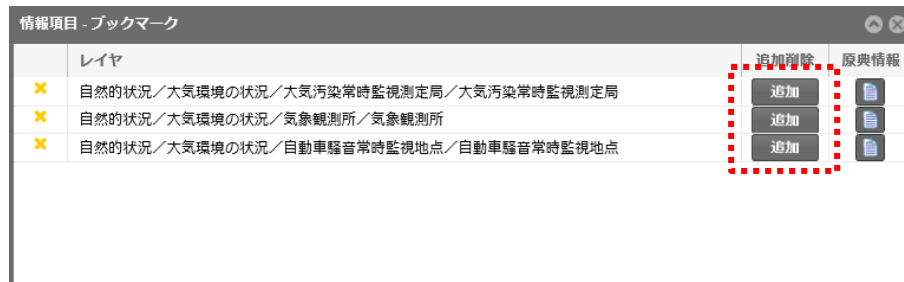 情報項目 - ブックマーク
レイヤ 追加削除 原典情報
自然的状況／大気環境の状況／大気汚染常時監視測定局／大気汚染常時監視測定局 追加
自然的状況／大気環境の状況／気象観測所／気象観測所 追加
自然的状況／大気環境の状況／自動車騒音常時監視地点／自動車騒音常時監視地点 追加